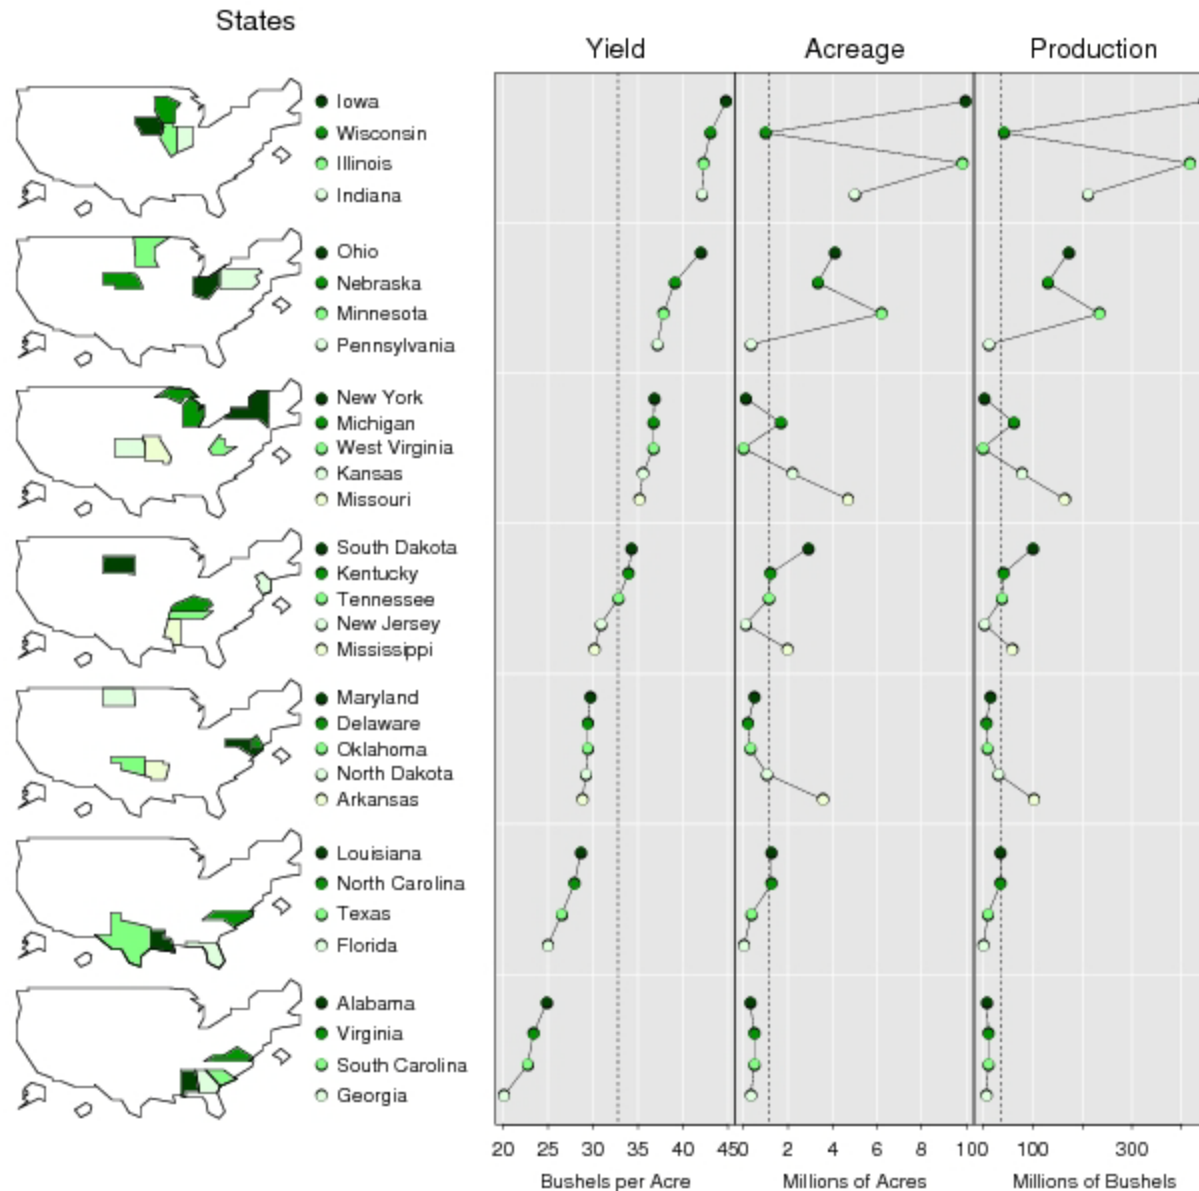 States
Yield
Acreage
Production
Iowa
Wisconsin
Illinois
Indiana
Ohio
Nebraska
Minnesota
Pennsylvania
New York
Michigan
West Virginia
Kansas
Missouri
South Dakota
Kentucky
Tennessee
New Jersey
Mississippi
Maryland
Delaware
Oklahoma
North Dakota
Arkansas
Louisiana
North Carolina
Texas
Florida
Alabama
Virginia
South Carolina
Georgia
20 25 30 35 40 45
0 2 4 6 8 10
0 100 300
Bushels per Acre
Millions of Acres
Millions of Bushels